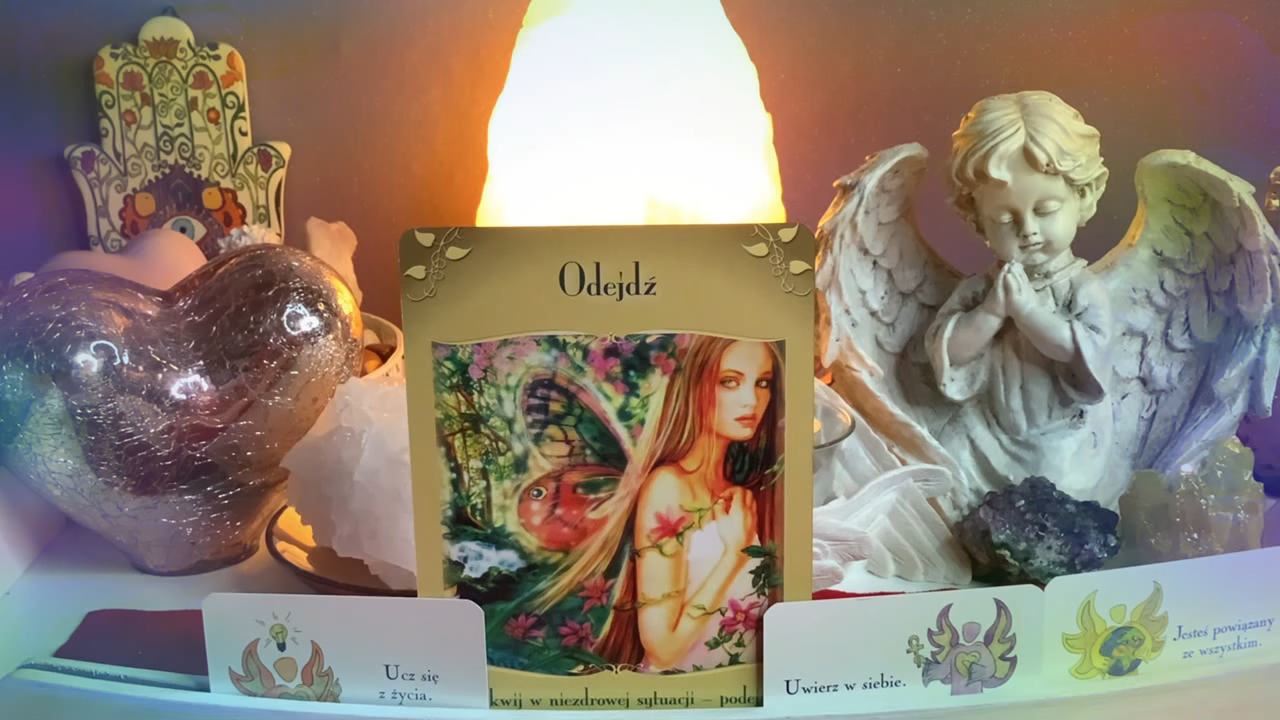 Odejdź
Ucz się
z życia.
kwij w niezdrowej sytuacji – pode
Uwierz w siebie.
Jesteś powiązany
ze wszystkim.